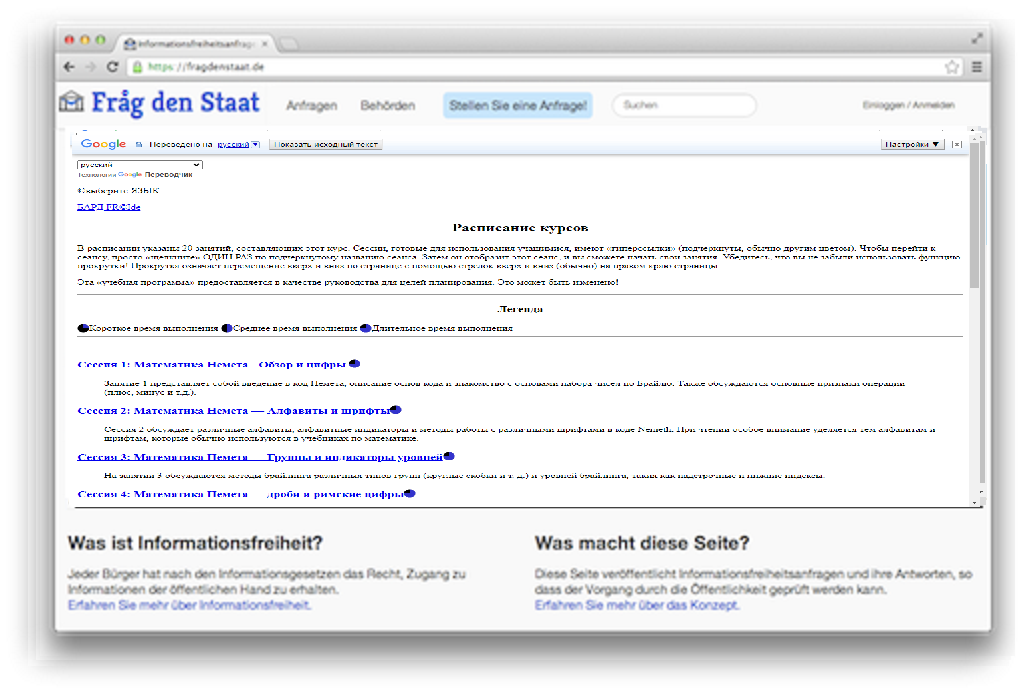 Informationsfreiheitsanfrag
https://fragdenstaat.de
Fråg den Staat
Anfragen
Behörden
Stellen Sie eine Anfrage!
Suchen
Einloggen / Anmelden
Google Переведено на русский
Показать исходный текст
Настройки ▼
русский
Технологии Google Переводчик
ЯЗЫК
БАРД FRGIde
Расписание курсов
В расписании указаны 20 занятий, составляющих этот курс. Сессии, готовые для использования учащимися, имеют «гиперссылки» (подчеркнуты, обычно другим цветом). Чтобы перейти к
сеансу, просто «щелкните» ОДИН РАЗ по подчеркнутому названию сеанса. Затем он отобразит этот сеанс, и вы сможете начать свои занятия. Убедитесь, что вы не забыли использовать функцию
прокрутки! Прокрутка означает перемещение вверх и вниз по странице с помощью стрелок вверх и вниз (обычно) на правом краю страницы.
Эта «учебная программа» предоставляется в качестве руководства для целей планирования. Это может быть изменено!
Легенда
Короткое время выполнения Среднее время выполнения Длительное время выполнения
Сессия 1: Математика Немета - Обзор и цифры
Занятие 1 представляет собой введение в код Немета, описание основ кода и знакомство с основами набора чисел по Брайлю. Также обсуждаются основные признаки операции
(плюс, минус и т.д.).
Сессия 2: Математика Немета — Алфавиты и шрифты
Сессия 2 обсуждает различные алфавиты, алфавитные индикаторы и методы работы с различными шрифтами в коде Nemeth. При чтении особое внимание уделяется тем алфавитам и
шрифтам, которые обычно используются в учебниках по математике.
Сессия 3: Математика Немета — Группы и индикаторы уровней
На занятии 3 обсуждаются методы брайлинга различных типов групп (круглые скобки и т. д.) и уровней брайлинга, таких как надстрочные и нижние индексы.
Сессия 4: Математика Немета — дроби и римские цифры
Was ist Informationsfreiheit?
Jeder Bürger hat nach den Informationsgesetzen das Recht, Zugang zu
Informationen der öffentlichen Hand zu erhalten.
Erfahren Sie mehr über Informationsfreiheit.
Was macht diese Seite?
Diese Seite veröffentlicht Informationsfreiheitsanfragen und ihre Antworten, so
dass der Vorgang durch die Öffentlichkeit geprüft werden kann.
Erfahren Sie mehr über das Konzept.